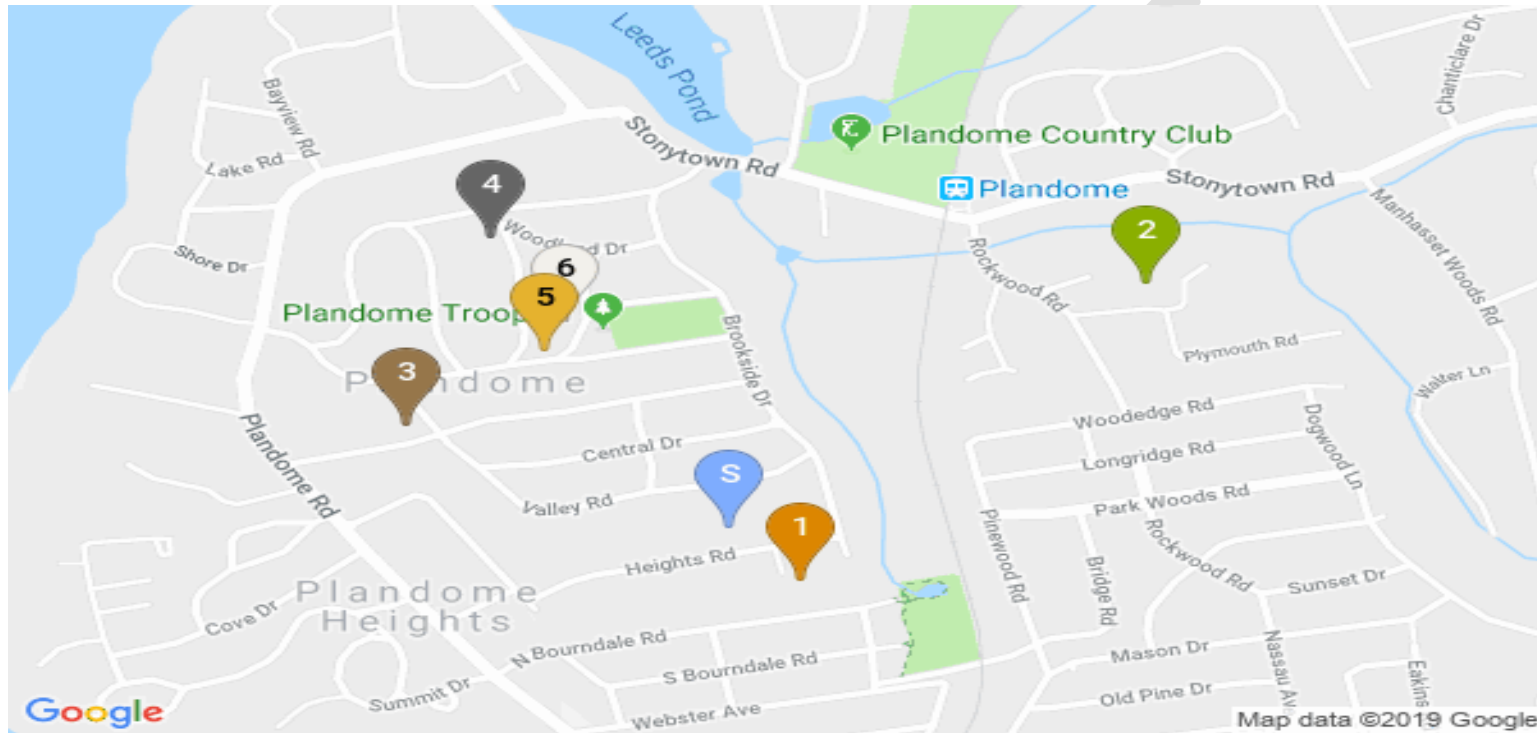 Leeds Pond
Chanticlare Dr
Bayview Rd
Stonytown Rd
Plandome Country Club
Lake Rd
4
Plandome
Stonytown Rd
Manhasset Woods Rd
Woodland Dr
2
Shore Dr
Rockwood Rd
6
5
Plandome Troop
Brookside Dr
Plymouth Rd
3
Plandome
Walter Ln
Plandome Rd
Woodedge Rd
Dogwood Ln
Central Dr
Longridge Rd
S
Valley Rd
Park Woods Rd
1
Pinewood Rd
Rockwood Rd
Heights Rd
Bridge Rd
Sunset Dr
Plandome
Heights
Cove Dr
N Bourndale Rd
Mason Dr
Nassau Ave
S Bourndale Rd
Eakins
Summit Dr
Old Pine Dr
Webster Ave
Google
Map data ©2019 Google